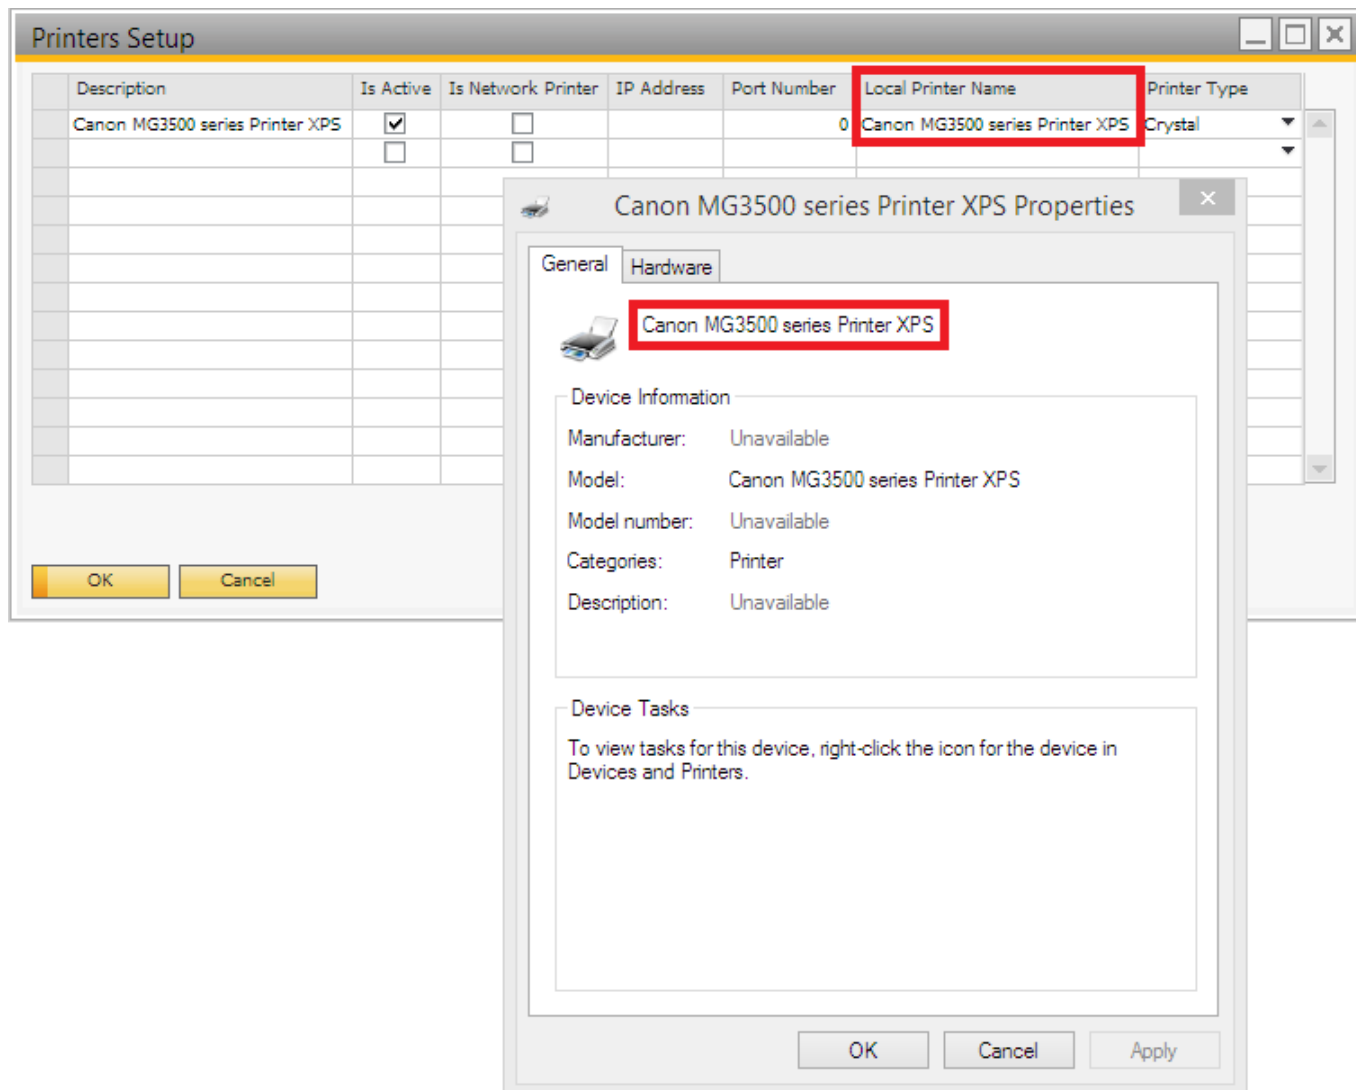 Printers Setup
Description Is Active Is Network Printer IP Address Port Number Local Printer Name Printer Type
Canon MG3500 series Printer XPS 0 Canon MG3500 series Printer XPS Crystal
OK Cancel
Canon MG3500 series Printer XPS Properties
General Hardware
Canon MG3500 series Printer XPS
Device Information
Manufacturer: Unavailable
Model: Canon MG3500 series Printer XPS
Model number: Unavailable
Categories: Printer
Description: Unavailable
Device Tasks
To view tasks for this device, right-click the icon for the device in
Devices and Printers.
OK Cancel Apply